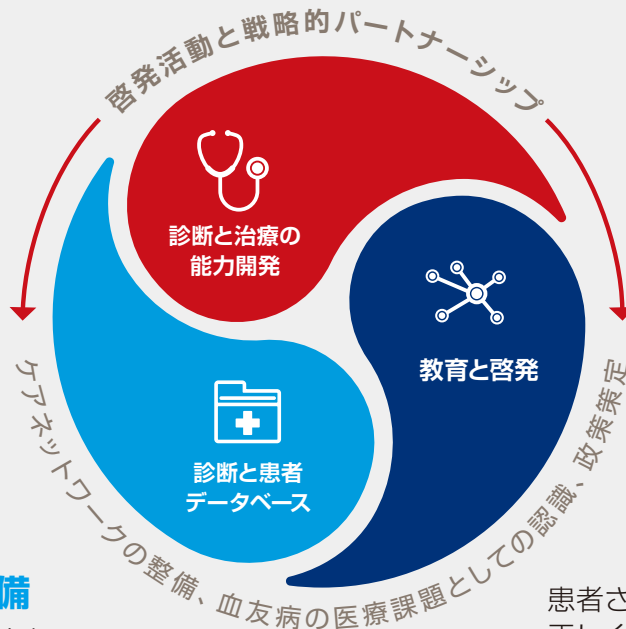 啓発活動と戦略的パートナーシップ
診断と治療の
能力開発
教育と啓発
診断と患者
データベース
ケアネットワークの整備、血友病の医療課題としての認識、政策策定
備
患者さ